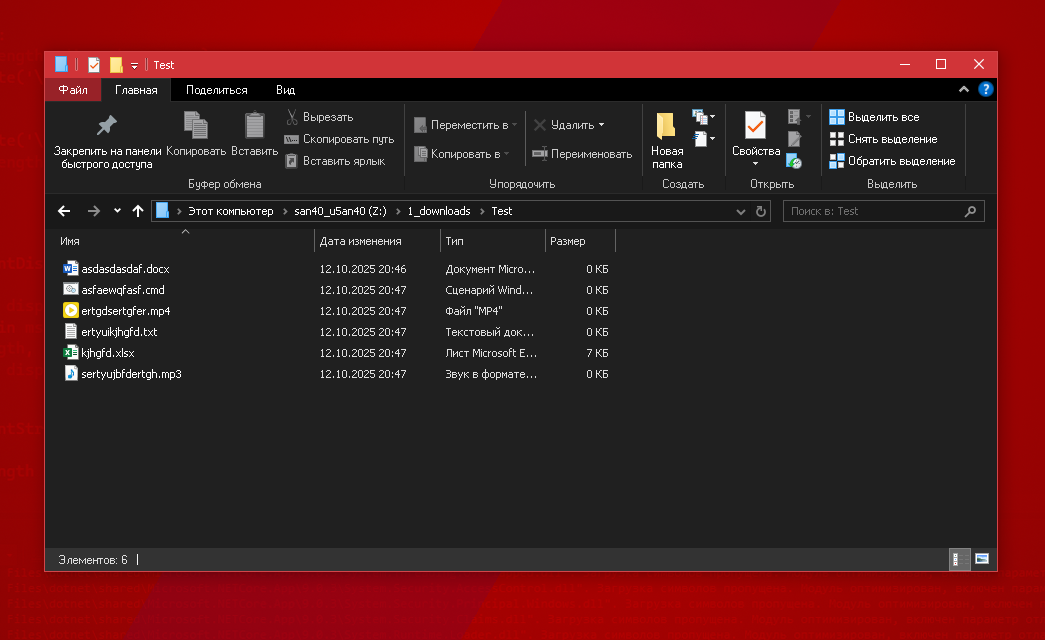 Test
Файл Главная Поделиться Вид
Закрепить на панели быстрого доступа
Копировать
Вставить
Вырезать
Скопировать путь
Вставить ярлык
Буфер обмена
Переместить в
Копировать в
Удалить
Переименовать
Упорядочить
Новая папка
Создать
Свойства
Открыть
Выделить все
Снять выделение
Обратить выделение
Выделить
Этот компьютер > san40_u5an40 (Z:) > 1_downloads > Test
Поиск в: Test
Имя Дата изменения Тип Размер
asdasdasdaf.docx 12.10.2025 20:46 Документ Micro... 0 КБ
asfaewqfasf.cmd 12.10.2025 20:47 Сценарий Wind... 0 КБ
ertgdsertgfer.mp4 12.10.2025 20:47 Файл "MP4" 0 КБ
ertyuikjhgfd.txt 12.10.2025 20:47 Текстовый док... 0 КБ
kjhgfd.xlsx 12.10.2025 20:47 Лист Microsoft E... 7 КБ
sertyujbfdertgh.mp3 12.10.2025 20:47 Звук в формате... 0 КБ
Элементов: 6